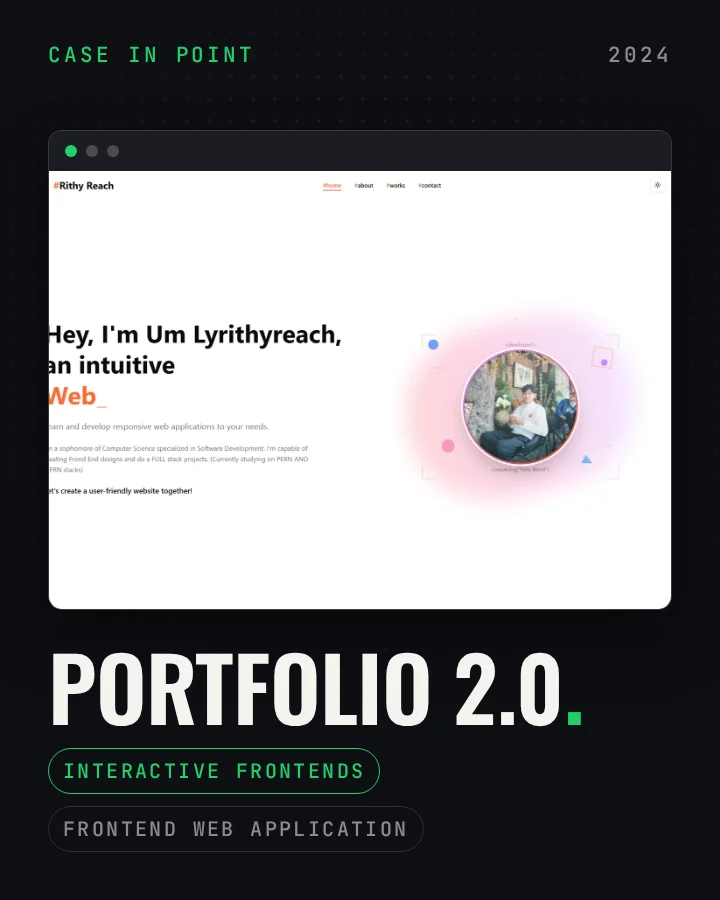 CASE IN POINT
2024
#Rithy Reach
#home #about #works #contact
Hey, I'm Um Lyrithyreach,
an intuitive
Web_
earn and develop responsive web applications to your needs.
m a sophomore of Computer Science specialized in Software Development. I'm capable of
eating Frond End designs and do a FULL stack projects. (Currently studying on PERN AND
ERN stacks)
et's create a user-friendly website together!
PORTFOLIO 2.0.
INTERACTIVE FRONTENDS
FRONTEND WEB APPLICATION